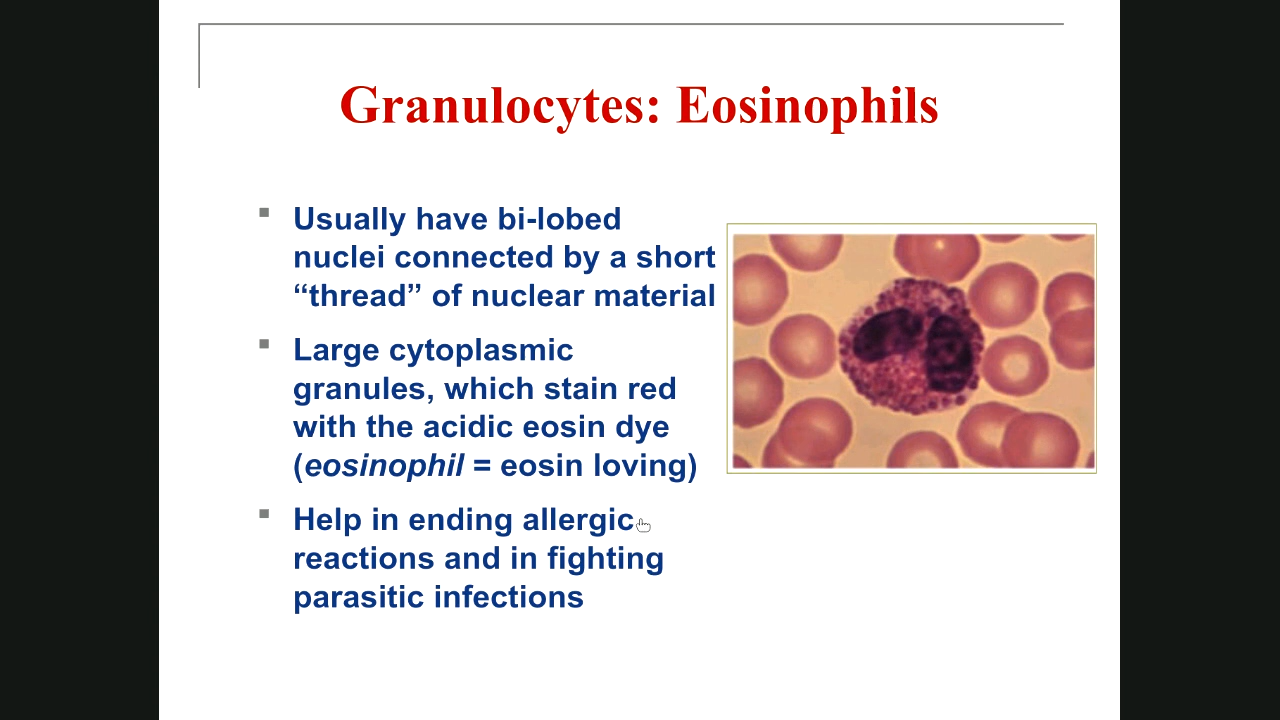 Granulocytes: Eosinophils
Usually have bi-lobed
nuclei connected by a short
“thread” of nuclear material
Large cytoplasmic
granules, which stain red
with the acidic eosin dye
(eosinophil = eosin loving)
Help in ending allergic
reactions and in fighting
parasitic infections